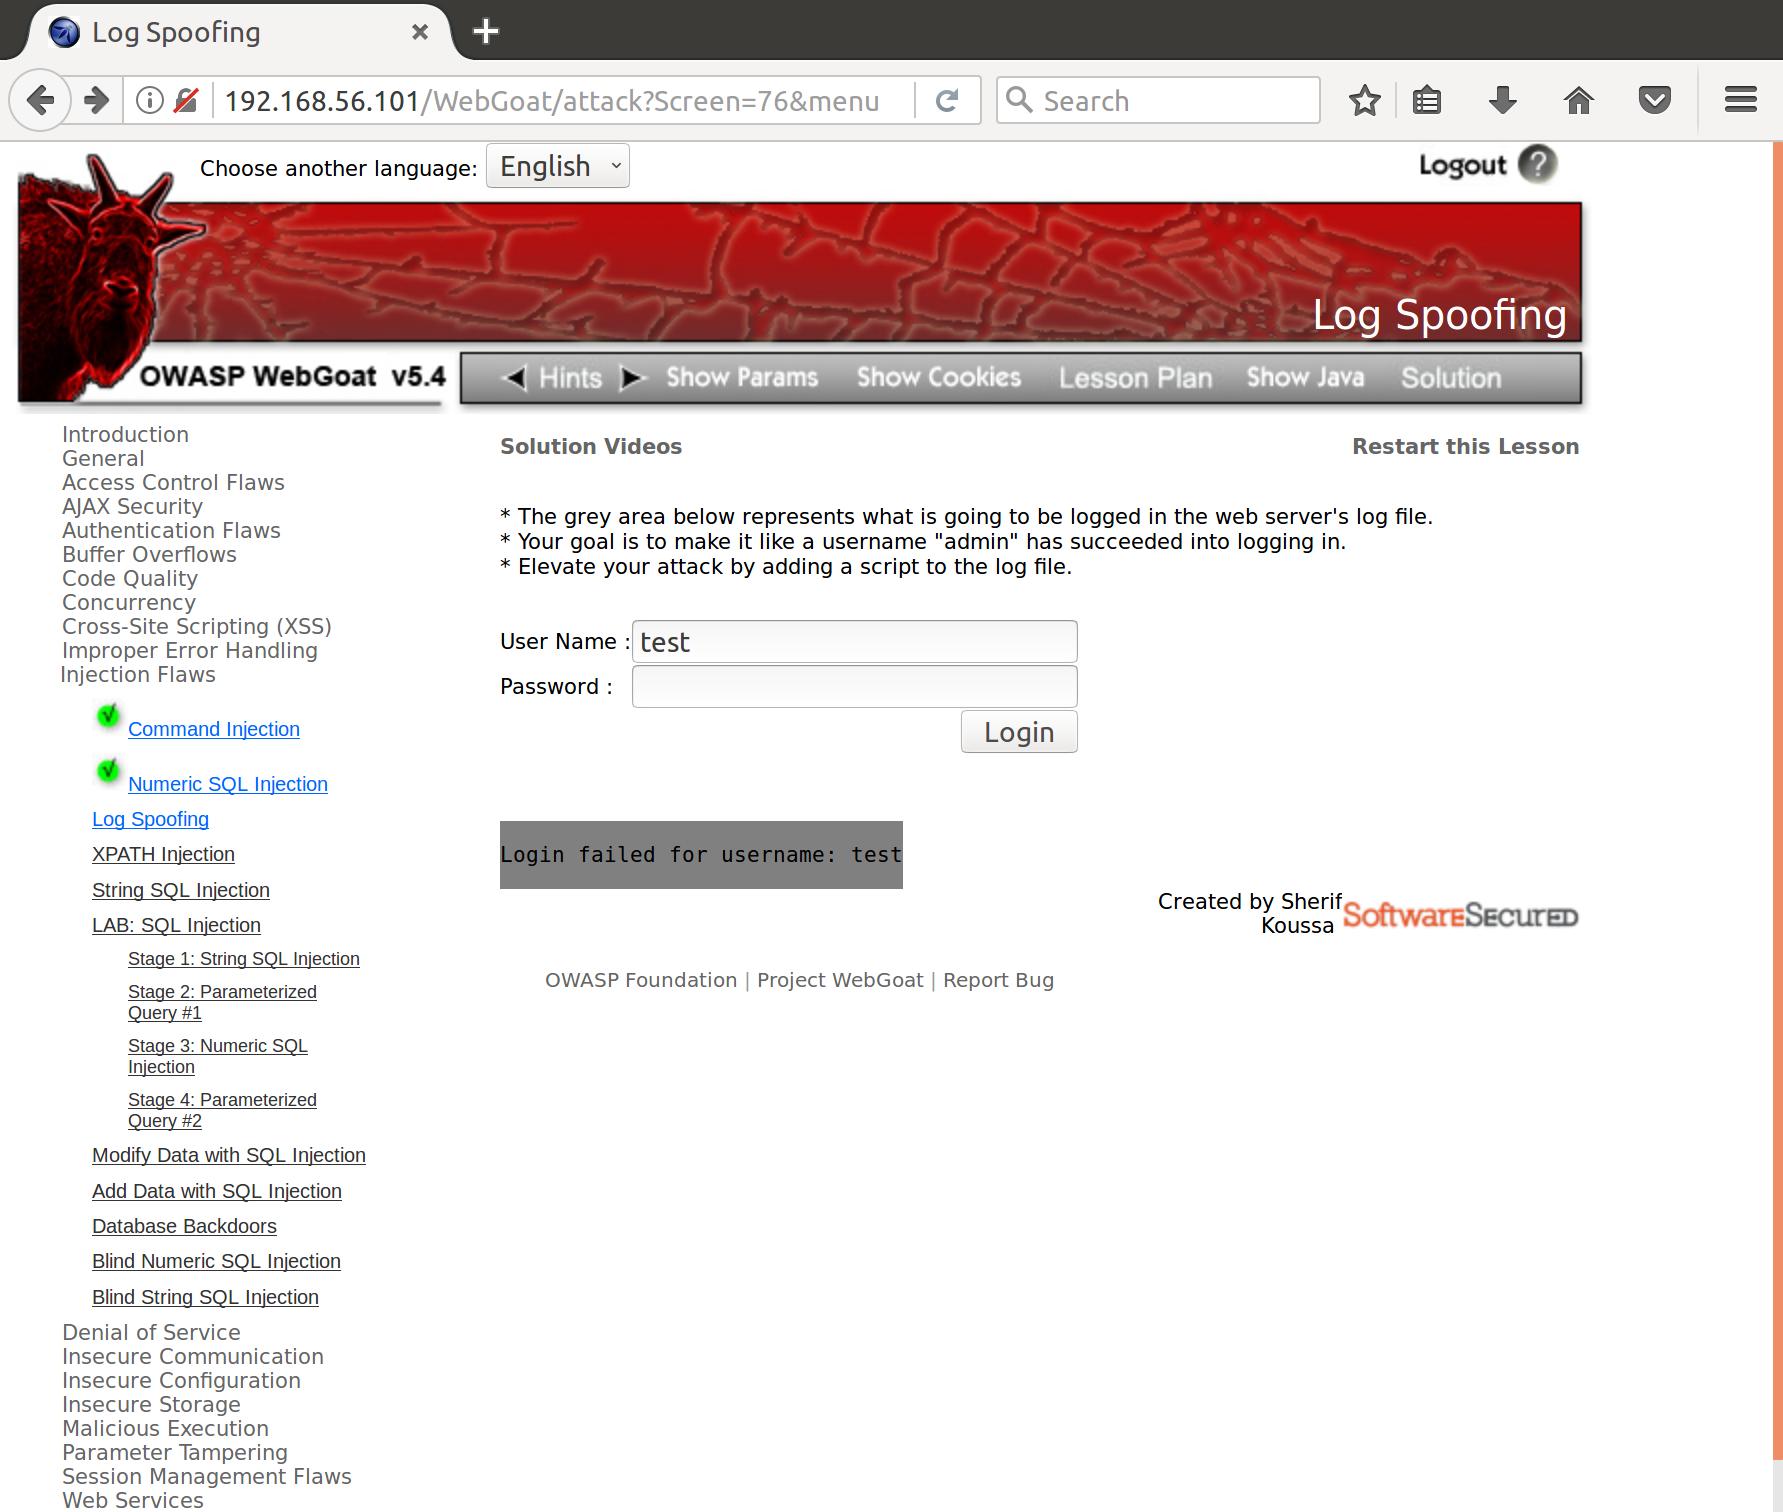 Log Spoofing
192.168.56.101/WebGoat/attack?Screen=76&menu
Search
Choose another language: English
Logout ?
Log Spoofing
OWASP WebGoat v5.4
Hints Show Params Show Cookies Lesson Plan Show Java Solution
Introduction
General
Access Control Flaws
AJAX Security
Authentication Flaws
Buffer Overflows
Code Quality
Concurrency
Cross-Site Scripting (XSS)
Improper Error Handling
Injection Flaws
Command Injection
Numeric SQL Injection
Log Spoofing
XPATH Injection
String SQL Injection
LAB: SQL Injection
Stage 1: String SQL Injection
Stage 2: Parameterized
Query #1
Stage 3: Numeric SQL
Injection
Stage 4: Parameterized
Query #2
Modify Data with SQL Injection
Add Data with SQL Injection
Database Backdoors
Blind Numeric SQL Injection
Blind String SQL Injection
Denial of Service
Insecure Communication
Insecure Configuration
Insecure Storage
Malicious Execution
Parameter Tampering
Session Management Flaws
Web Services
Solution Videos
Restart this Lesson
* The grey area below represents what is going to be logged in the web server's log file.
* Your goal is to make it like a username "admin" has succeeded into logging in.
* Elevate your attack by adding a script to the log file.
User Name : test
Password :
Login
Login failed for username: test
Created by Sherif
Koussa
SoftwareSecured
OWASP Foundation | Project WebGoat | Report Bug